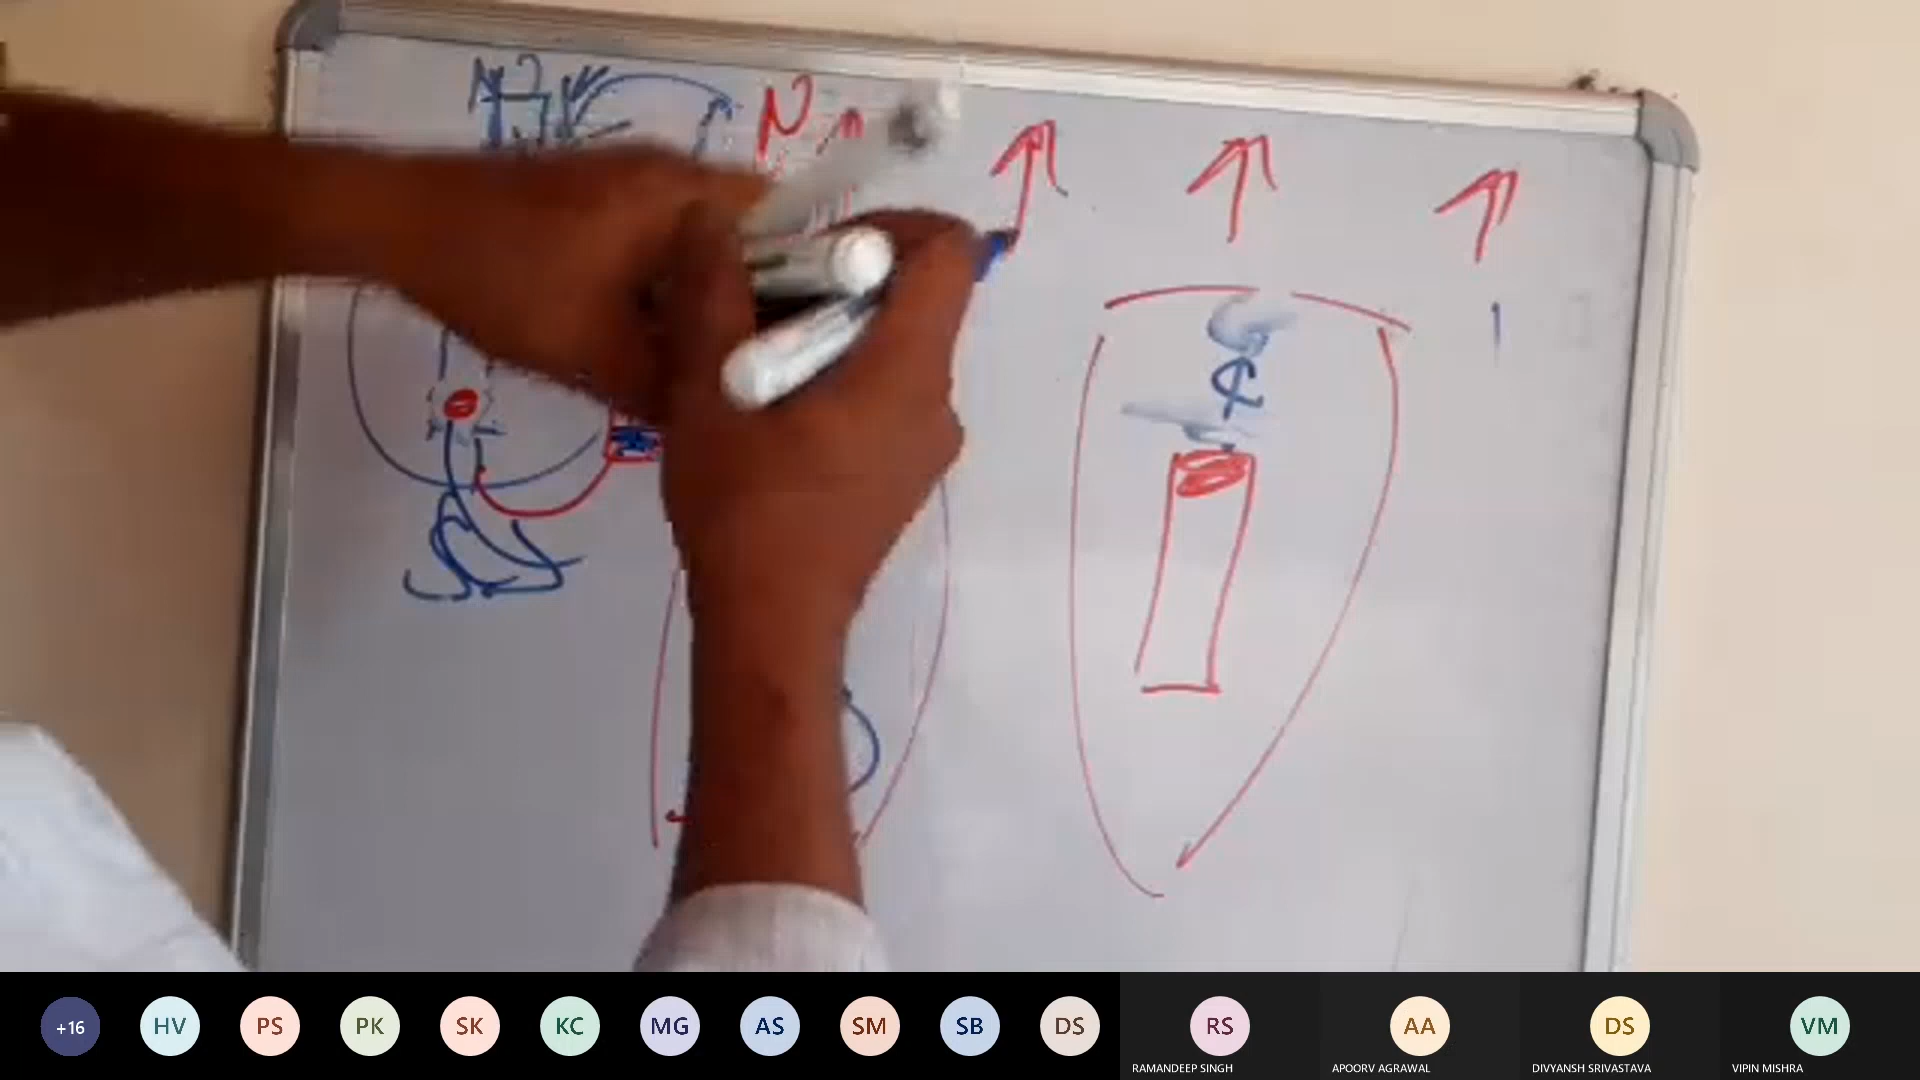 N
+16
HV
PS
PK
SK
KC
MG
AS
SM
SB
DS
RS
AA
DS
VM
RAMANDEEP SINGH
APOORV AGRAWAL
DIVYANSH SRIVASTAVA
VIPIN MISHRA